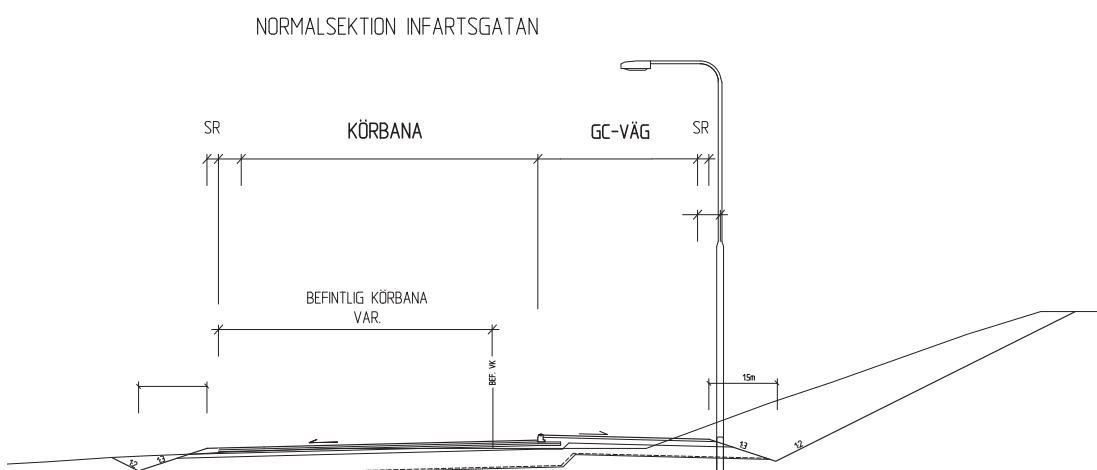 NORMALSEKTION INFARTSGATAN
SR
KÖRBANA
GC-VÄG
SR
BEFINTLIG KÖRBANA
VAR.
BEF. VK
1.5m
1:2
1:3
1:3
1:2